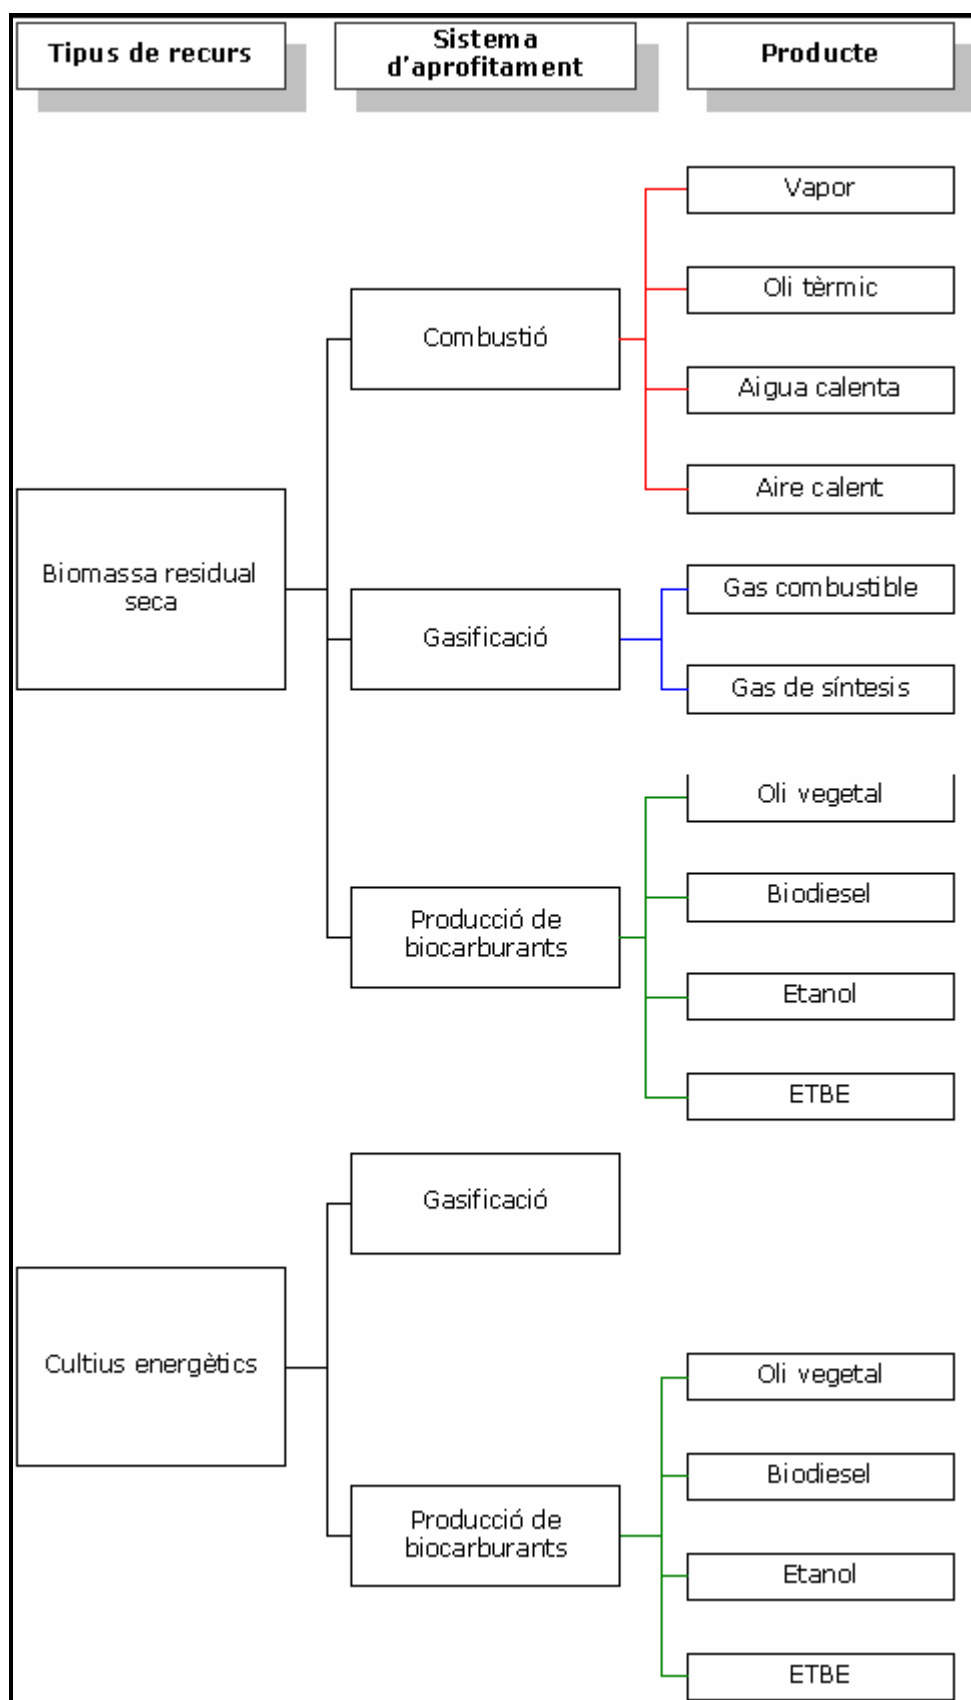 Tipus de recurs
Sistema
d'aprofitament
Producte
Vapor
Oli tèrmic
Combustió
Aigua calenta
Aire calent
Biomassa residual
seca
Gas combustible
Gasificació
Gas de síntesis
Oli vegetal
Biodiesel
Producció de
biocarburants
Etanol
ETBE
Gasificació
Cultius energètics
Oli vegetal
Biodiesel
Producció de
biocarburants
Etanol
ETBE